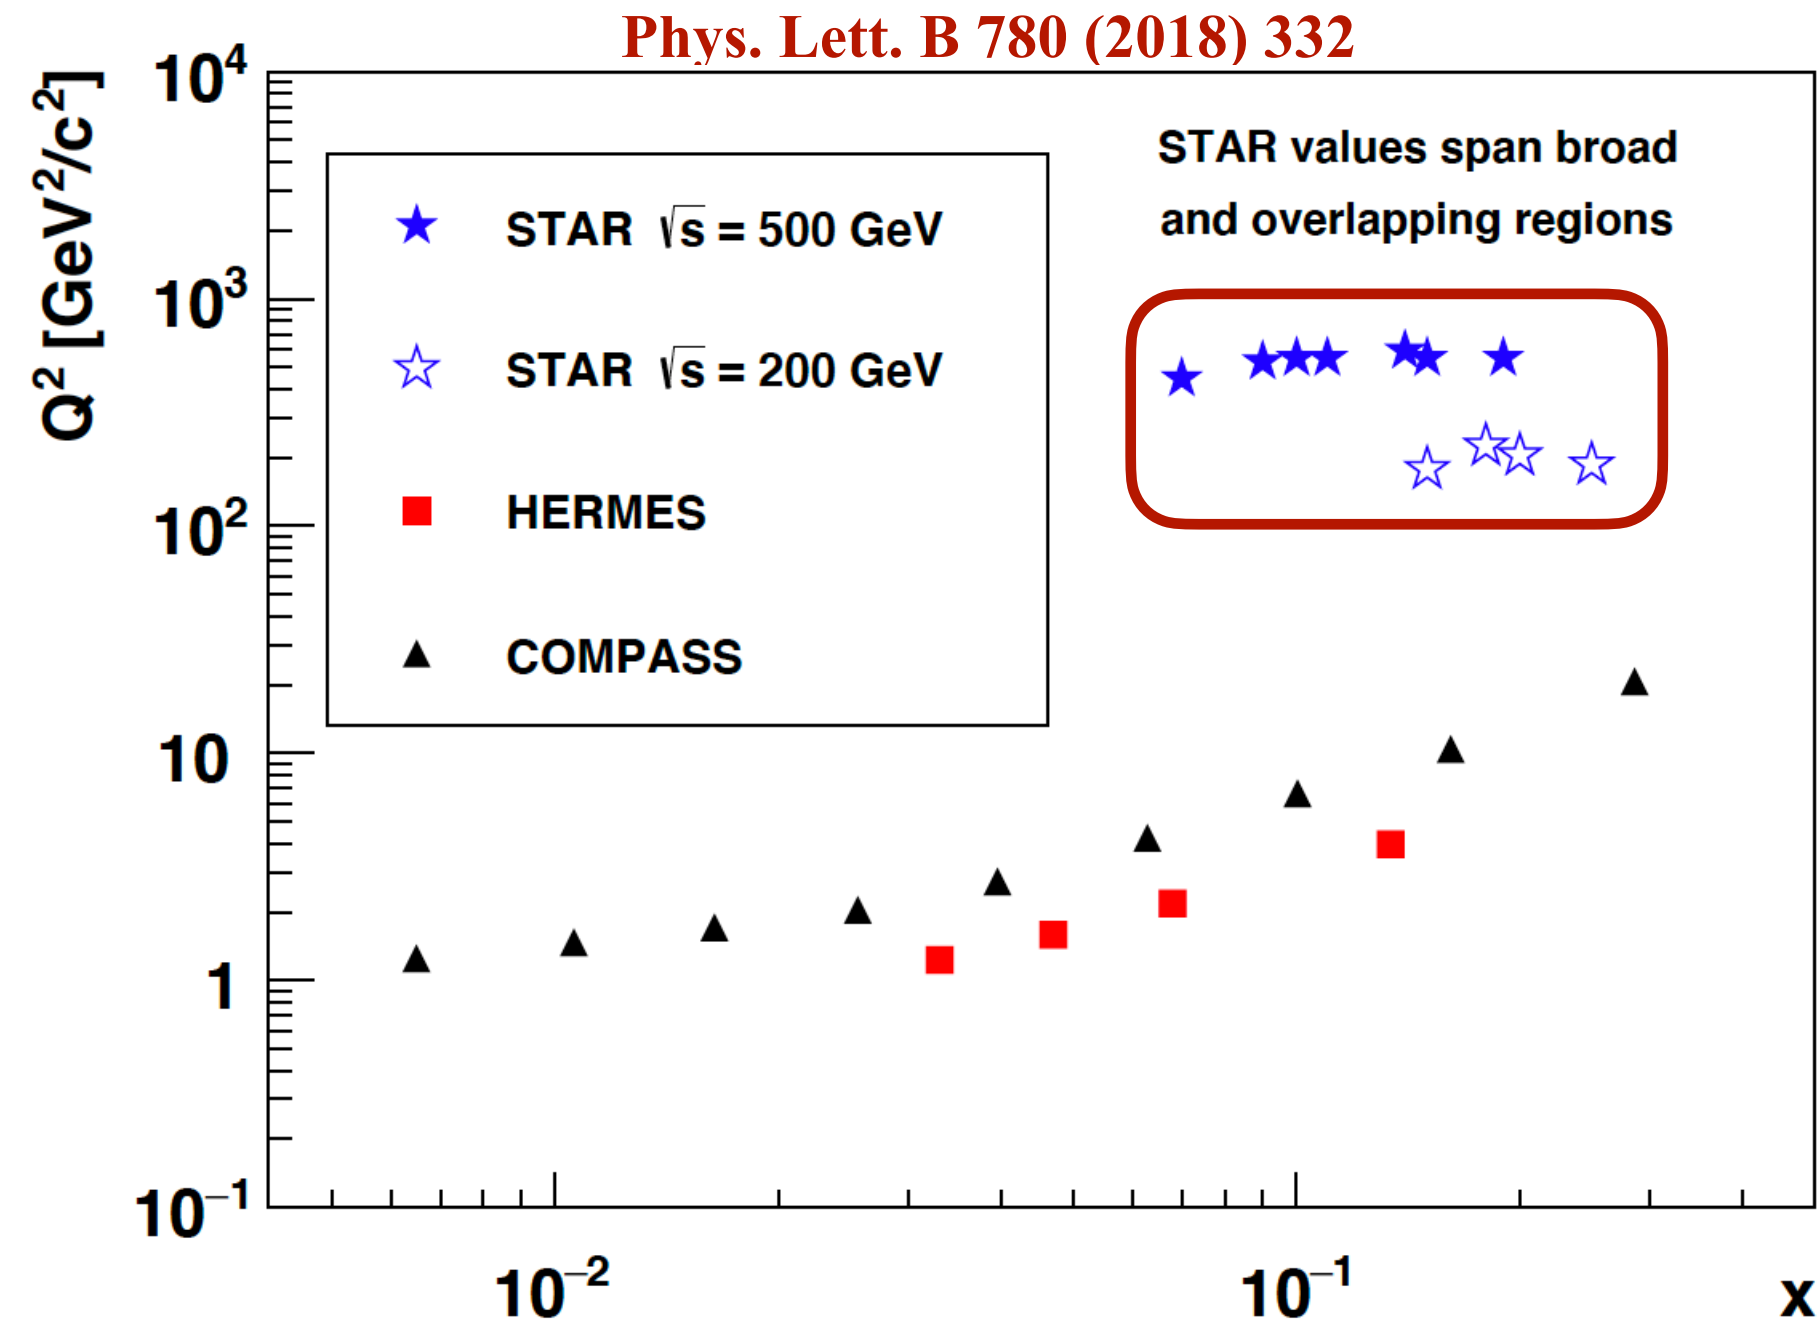 Phys. Lett. B 780 (2018) 332
Q² [GeV²/c²]
10⁴
10³
10²
10
1
10⁻¹
STAR √s = 500 GeV
STAR √s = 200 GeV
HERMES
COMPASS
STAR values span broad
and overlapping regions
10⁻²
10⁻¹
x